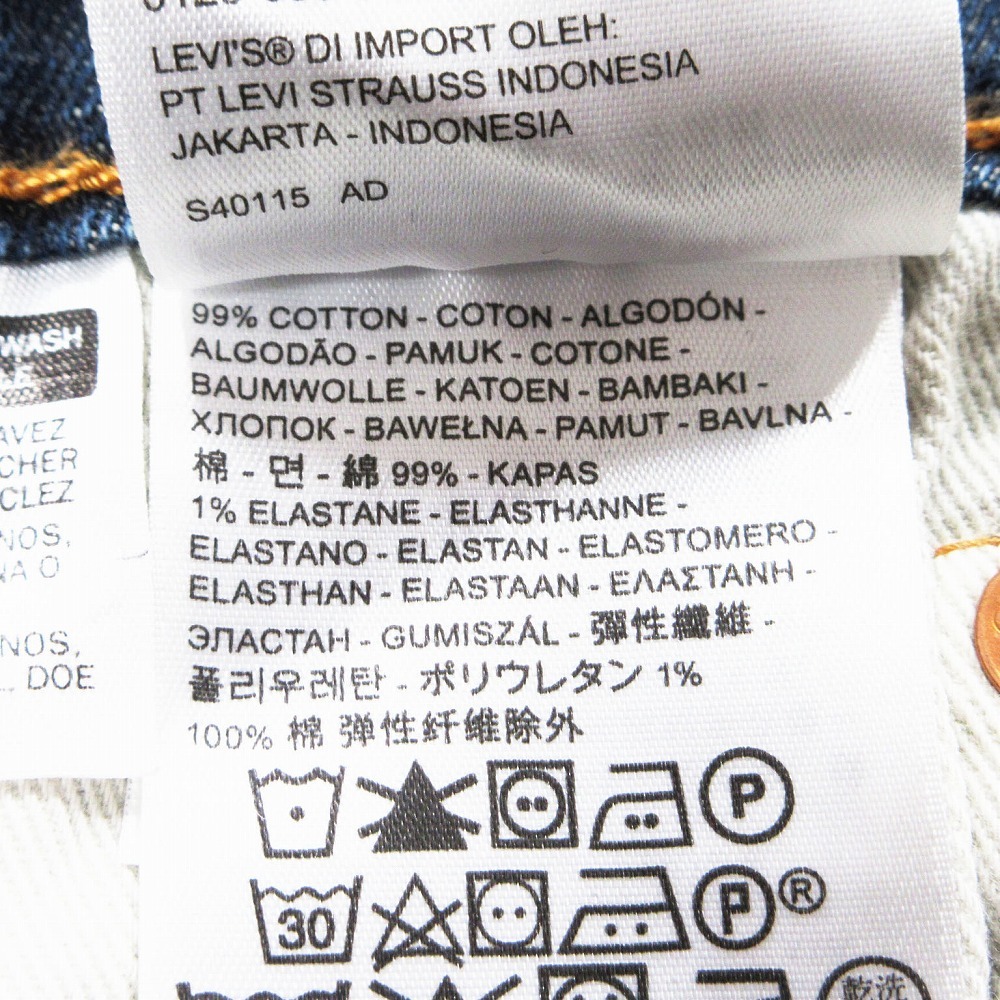 LEVI'S® DI IMPORT OLEH:
PT LEVI STRAUSS INDONESIA
JAKARTA - INDONESIA
S40115 AD
99% COTTON - COTON - ALGODÓN -
ALGODÃO - PAMUK - COTONE -
BAUMWOLLE - KATOEN - BAMBAKI -
ХЛОПОК - BAWEŁNA - PAMUT - BAVLNA -
棉 - 면 - 綿 99% - KAPAS
1% ELASTANE - ELASTHANNE -
ELASTANO - ELASTAN - ELASTOMERO -
ELASTHAN - ELASTAAN - ΕΛΑΣΤΑΝΗ -
ЭЛАСТАН - GUMISZÁL - 彈性纖維 -
폴리우레탄 - ポリウレタン 1%
100% 棉 弹性纤维除外
P
30
P ®
乾洗
WASH
AVEZ
CHER
CLEZ
NOS,
NA O
NOS,
DOE